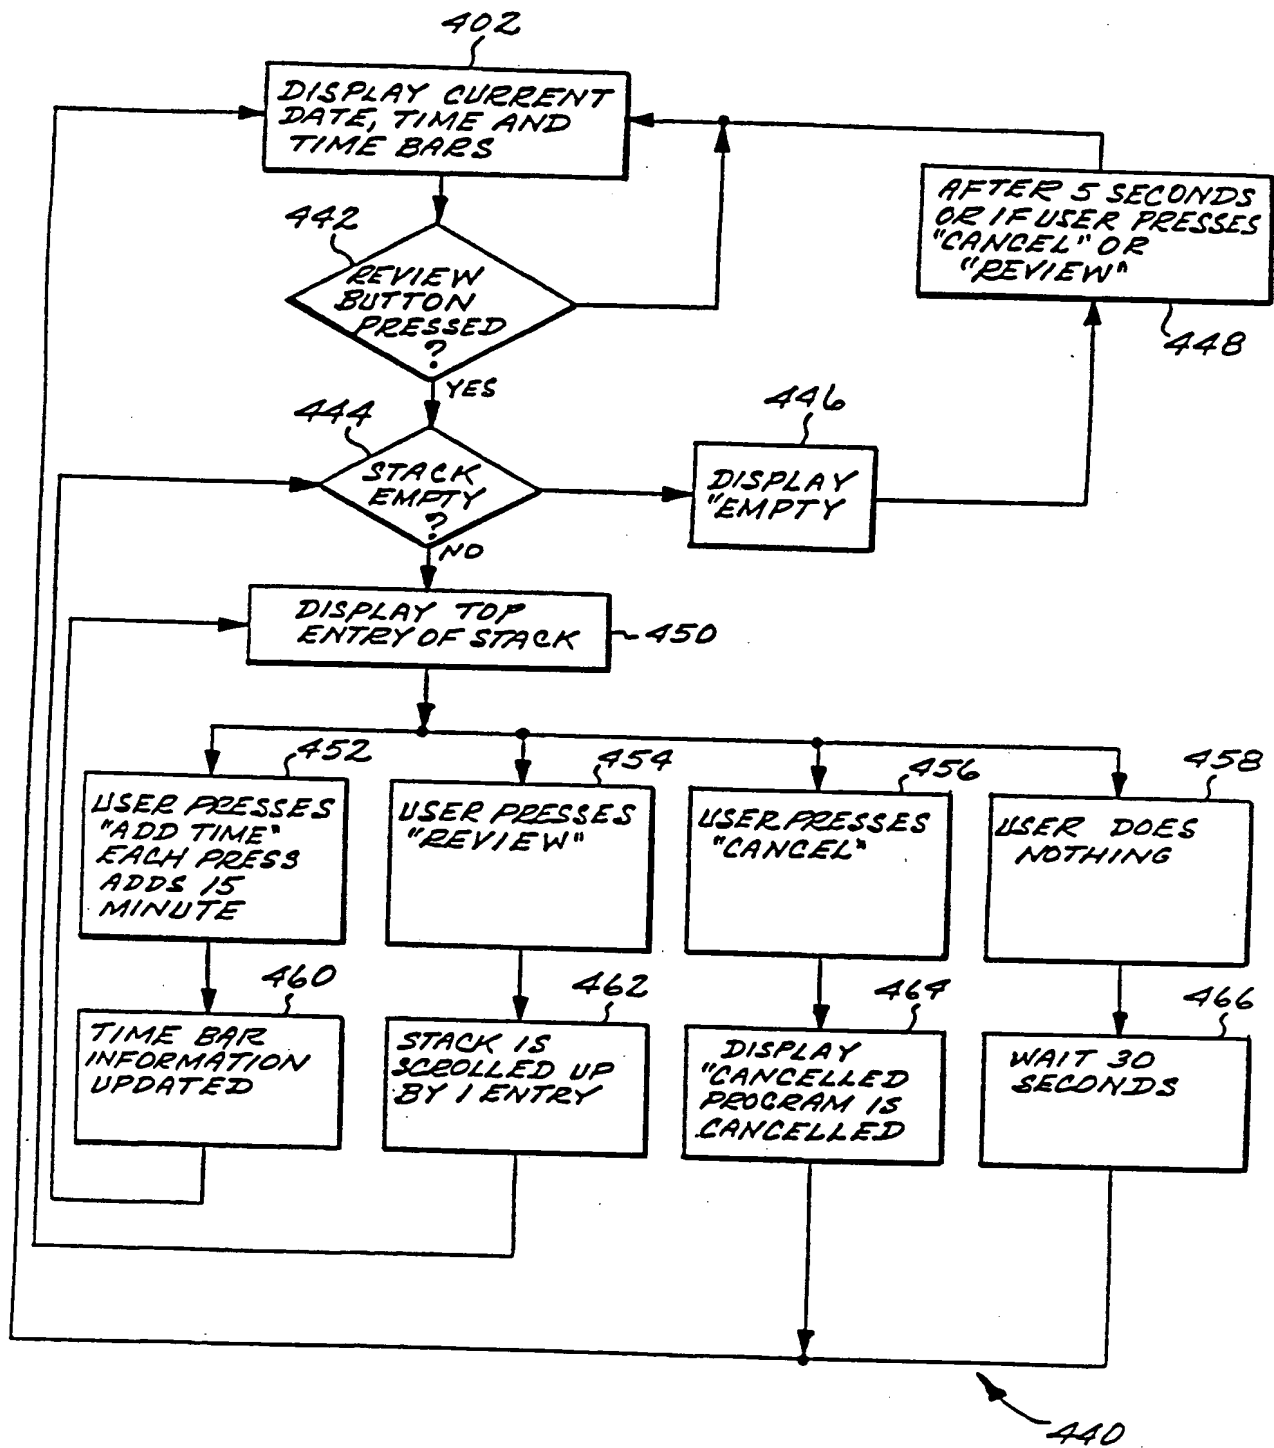 402
DISPLAY CURRENT
DATE, TIME AND
TIME BARS
442
REVIEW
BUTTON
PRESSED
?
YES
AFTER 5 SECONDS
OR IF USER PRESSES
"CANCEL" OR
"REVIEW"
448
444
STACK
EMPTY
?
NO
446
DISPLAY
"EMPTY
DISPLAY TOP
ENTRY OF STACK
450
452
USER PRESSES
"ADD TIME"
EACH PRESS
ADDS 15
MINUTE
454
USER PRESSES
"REVIEW"
456
USER PRESSES
"CANCEL"
458
USER DOES
NOTHING
460
TIME BAR
INFORMATION
UPDATED
462
STACK IS
SCROLLED UP
BY 1 ENTRY
464
DISPLAY
"CANCELLED
PROGRAM IS
CANCELLED
466
WAIT 30
SECONDS
440